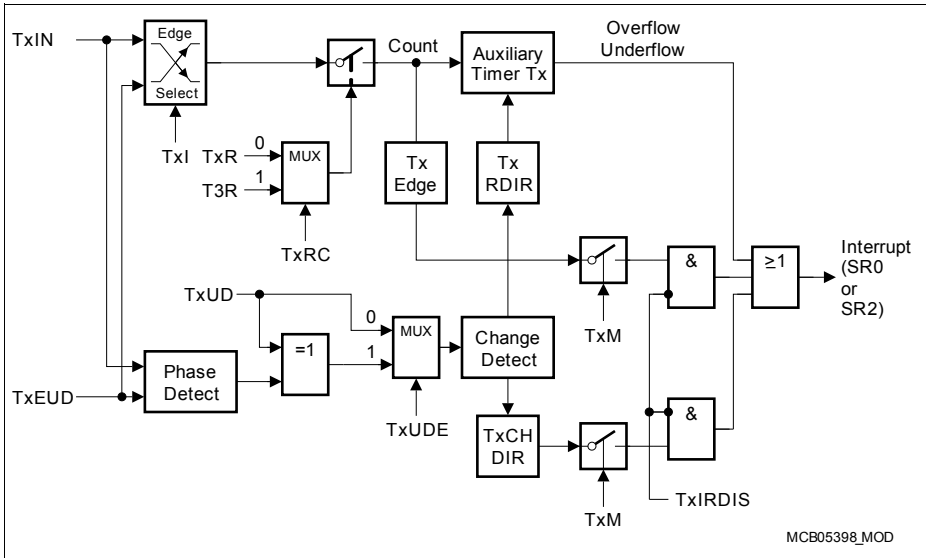 TxIN
Edge
Select
TxI
Count
Auxiliary
Timer Tx
Overflow
Underflow
TxR
0
T3R
1
MUX
TxRC
Tx
Edge
Tx
RDIR
TxM
&
≥1
Interrupt
(SR0
or
SR2)
TxUD
0
=1
1
MUX
TxUDE
Change
Detect
TxEUD
Phase
Detect
TxCH
DIR
TxM
&
TxIRDIS
MCB05398_MOD